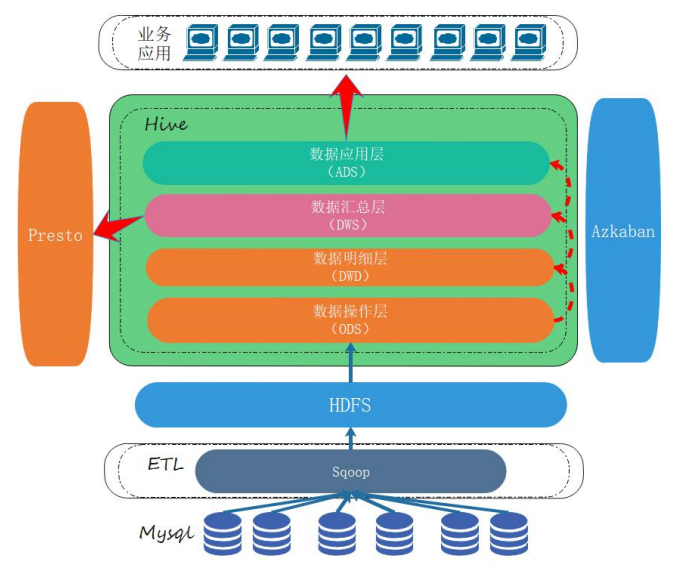 业务
应用
Hive
数据应用层
（ADS）
数据汇总层
（DWS）
Presto
Azkaban
数据明细层
（DWD）
数据操作层
（ODS）
HDFS
ETL
Sqoop
Mysql